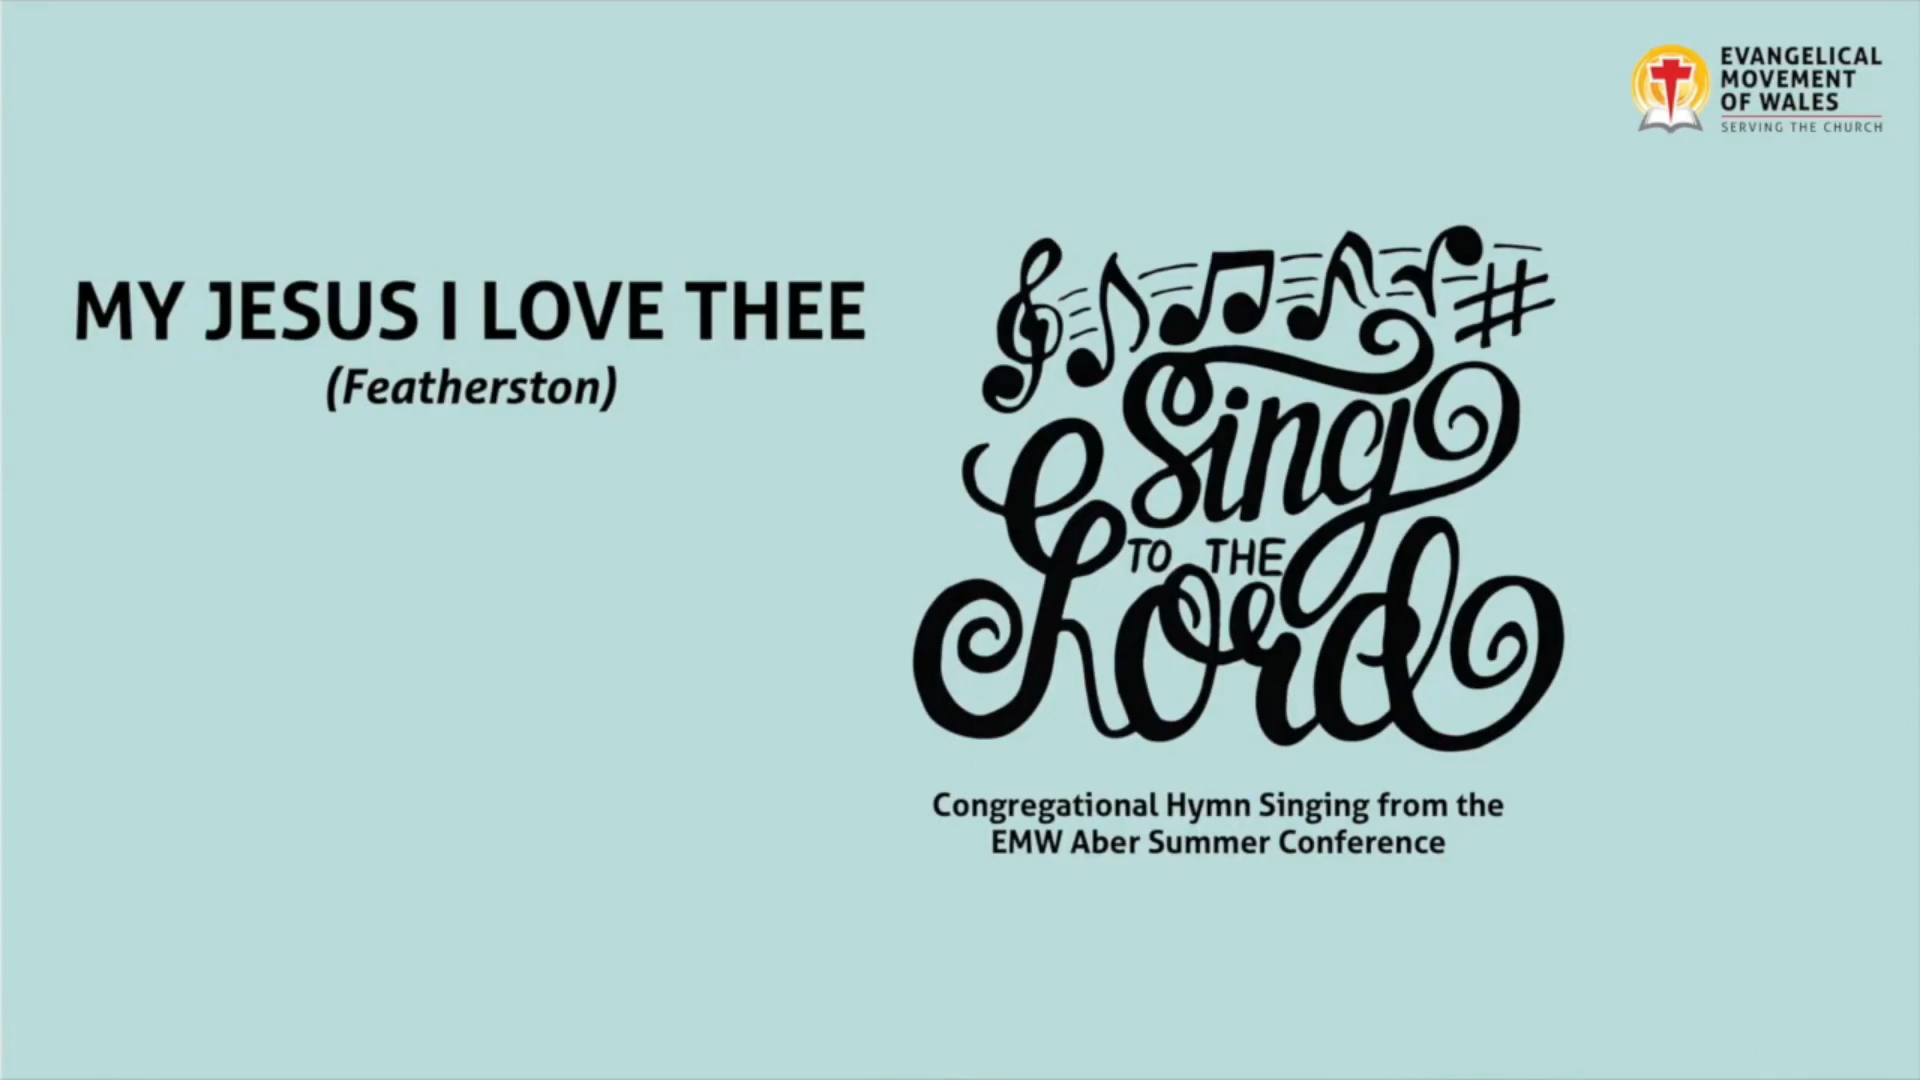 EVANGELICAL
MOVEMENT
OF WALES
SERVING THE CHURCH
MY JESUS I LOVE THEE
(Featherston)
Sing
TO THE
Lord
Congregational Hymn Singing from the
EMW Aber Summer Conference